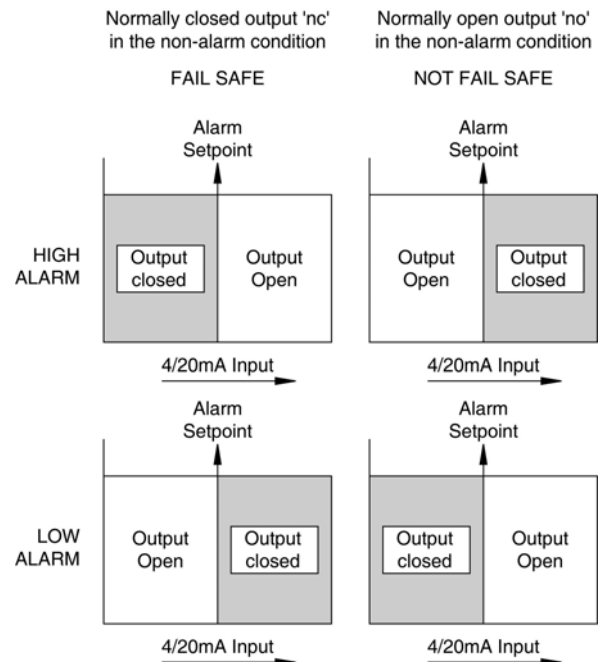 Normally closed output 'nc'
in the non-alarm condition
FAIL SAFE
Normally open output 'no'
in the non-alarm condition
NOT FAIL SAFE
HIGH
ALARM
Alarm
Setpoint
Output
closed
Output
Open
4/20mA Input
Alarm
Setpoint
Output
Open
Output
closed
4/20mA Input
LOW
ALARM
Alarm
Setpoint
Output
Open
Output
closed
4/20mA Input
Alarm
Setpoint
Output
closed
Output
Open
4/20mA Input